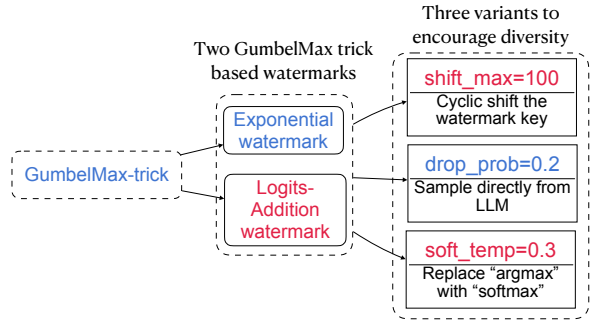 Three variants to
encourage diversity
Two GumbelMax trick
based watermarks
GumbelMax-trick
Exponential
watermark
Logits-
Addition
watermark
shift_max=100
Cyclic shift the
watermark key
drop_prob=0.2
Sample directly from
LLM
soft_temp=0.3
Replace “argmax”
with “softmax”